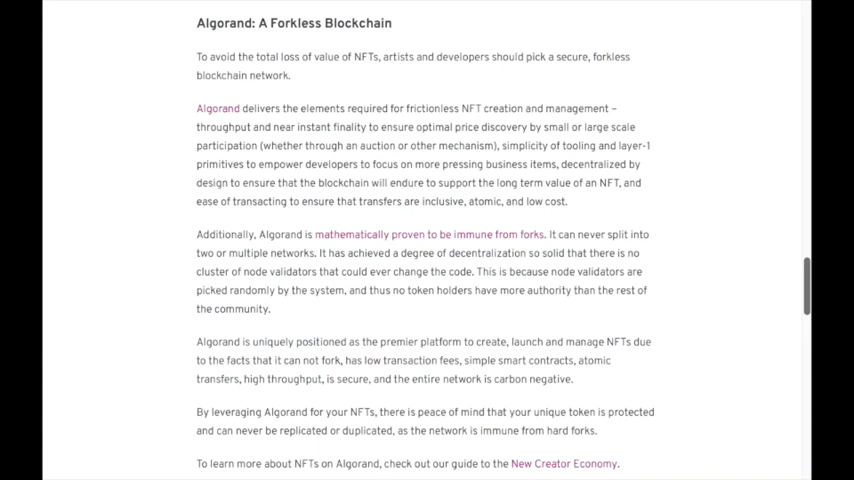 Algorand: A Forkless Blockchain
To avoid the total loss of value of NFTs, artists and developers should pick a secure, forkless
blockchain network.
Algorand delivers the elements required for frictionless NFT creation and management –
throughput and near instant finality to ensure optimal price discovery by small or large scale
participation (whether through an auction or other mechanism), simplicity of tooling and layer-1
primitives to empower developers to focus on more pressing business items, decentralized by
design to ensure that the blockchain will endure to support the long term value of an NFT, and
ease of transacting to ensure that transfers are inclusive, atomic, and low cost.
Additionally, Algorand is mathematically proven to be immune from forks. It can never split into
two or multiple networks. It has achieved a degree of decentralization so solid that there is no
cluster of node validators that could ever change the code. This is because node validators are
picked randomly by the system, and thus no token holders have more authority than the rest of
the community.
Algorand is uniquely positioned as the premier platform to create, launch and manage NFTs due
to the facts that it can not fork, has low transaction fees, simple smart contracts, atomic
transfers, high throughput, is secure, and the entire network is carbon negative.
By leveraging Algorand for your NFTs, there is peace of mind that your unique token is protected
and can never be replicated or duplicated, as the network is immune from hard forks.
To learn more about NFTs on Algorand, check out our guide to the New Creator Economy.